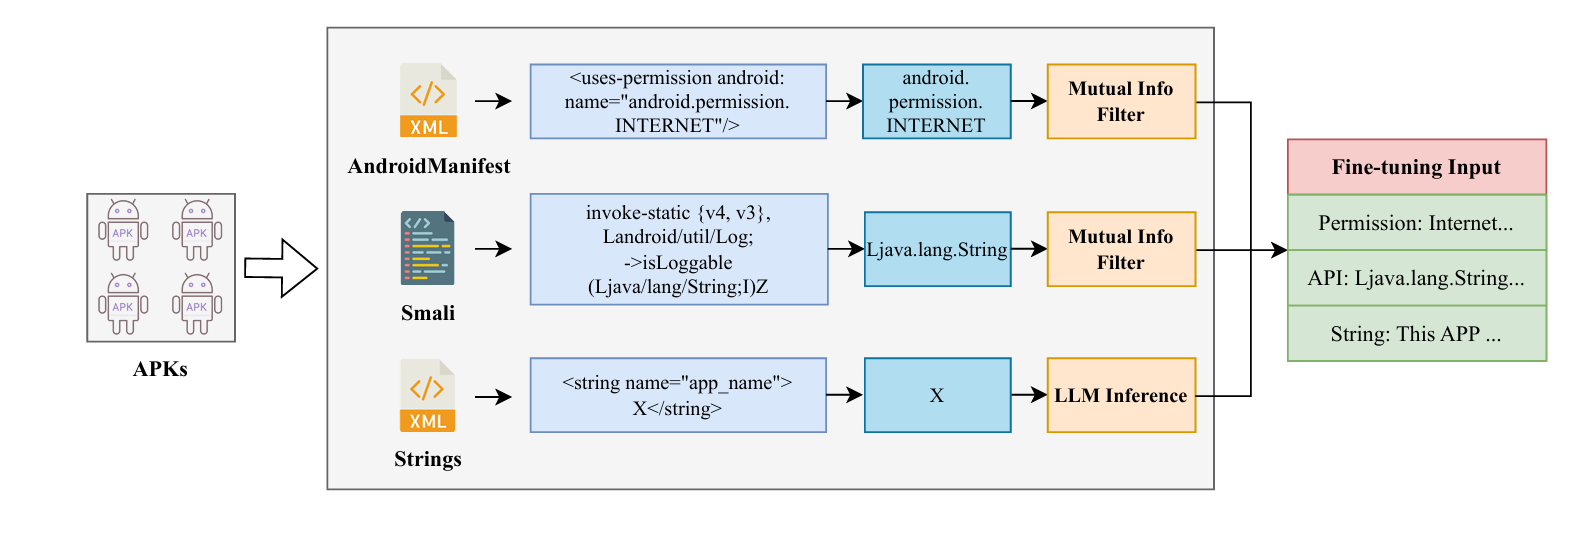 APK
APK
APK
APK
APKs
</>
XML
AndroidManifest
<uses-permission android:
name="android.permission.
INTERNET"/>
android.
permission.
INTERNET
Mutual Info
Filter
</>
Smali
invoke-static {v4, v3},
Landroid/util/Log;
->isLoggable
(Ljava/lang/String;I)Z
Ljava.lang.String
Mutual Info
Filter
</>
XML
Strings
<string name="app_name">
X</string>
X
LLM Inference
Fine-tuning Input
Permission: Internet...
API: Ljava.lang.String...
String: This APP ...